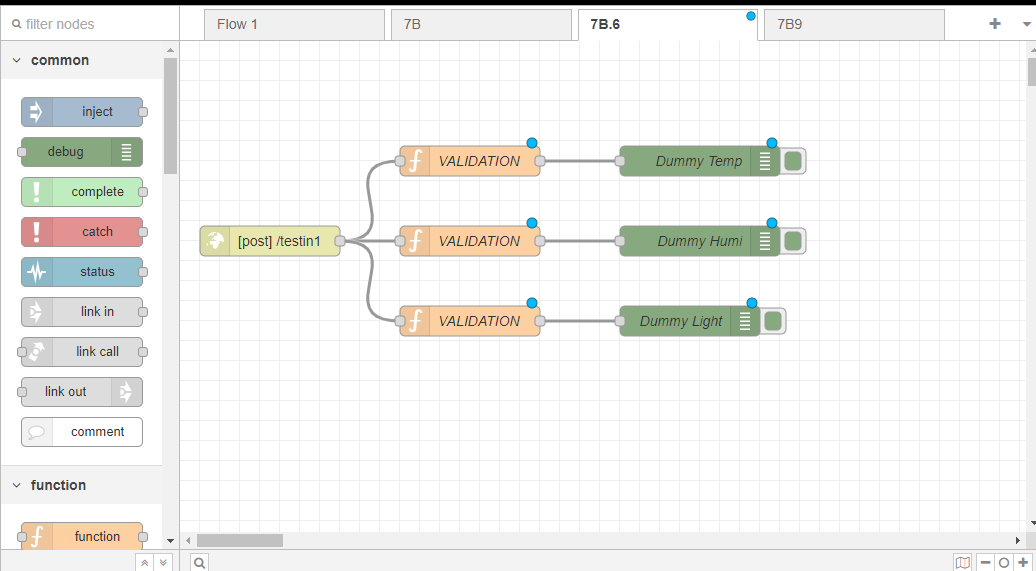 filter nodes
Flow 1
7B
7B.6
7B9
common
inject
debug
complete
catch
status
link in
link call
link out
comment
function
function
[post] /testin1
VALIDATION
Dummy Temp
VALIDATION
Dummy Humi
VALIDATION
Dummy Light